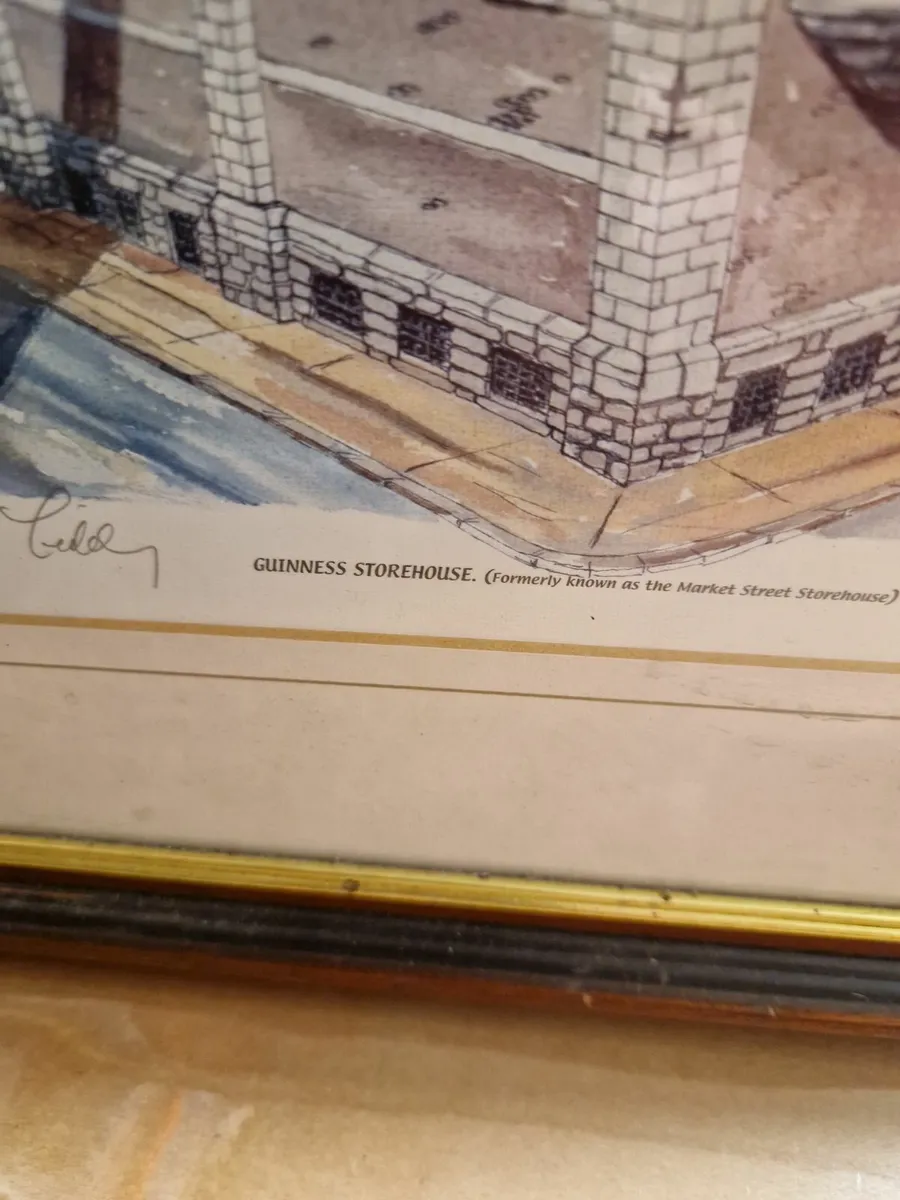 GUINNESS STOREHOUSE. (Formerly known as the Market Street Storehouse)